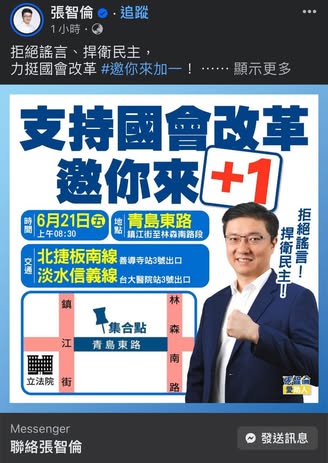 張智倫 · 追蹤
1 小時 ·
拒絕謠言、捍衛民主，
力挺國會改革 #邀你來加一！ …… 顯示更多
支持國會改革
邀你來+1
時間 6月21日五 上午08:30
地點 青島東路 鎮江街至林森南路段
交通 北捷板南線 善導寺站3號出口
淡水信義線 台大醫院站3號出口
拒絕謠言！
捍衛民主！
鎮江街
林森南路
集合點
青島東路
立法院
張智倫
Messenger
聯絡張智倫
發送訊息